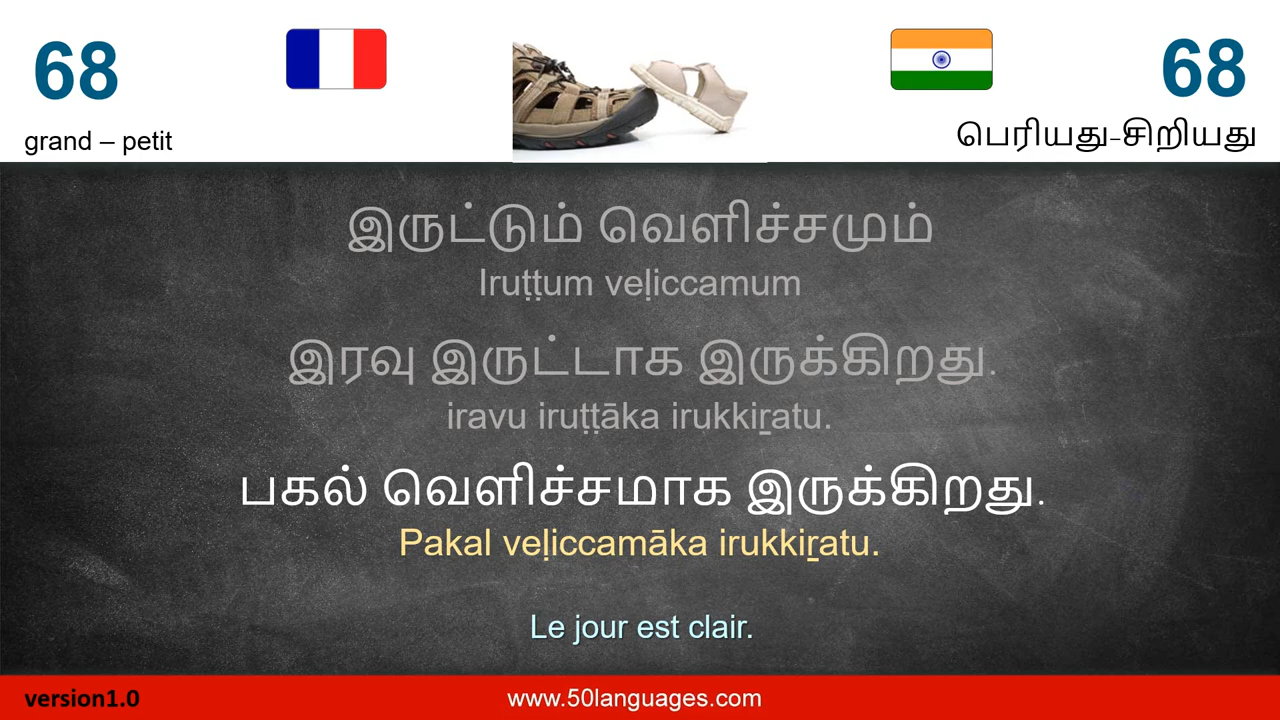 68
68
grand – petit
பெரியது-சிறியது
இருட்டும் வெளிச்சமும்
Iruṭṭum veḷiccamum
இரவு இருட்டாக இருக்கிறது.
iravu iruṭṭāka irukkiṟatu.
பகல் வெளிச்சமாக இருக்கிறது.
Pakal veḷiccamāka irukkiṟatu.
Le jour est clair.
version1.0
www.50languages.com